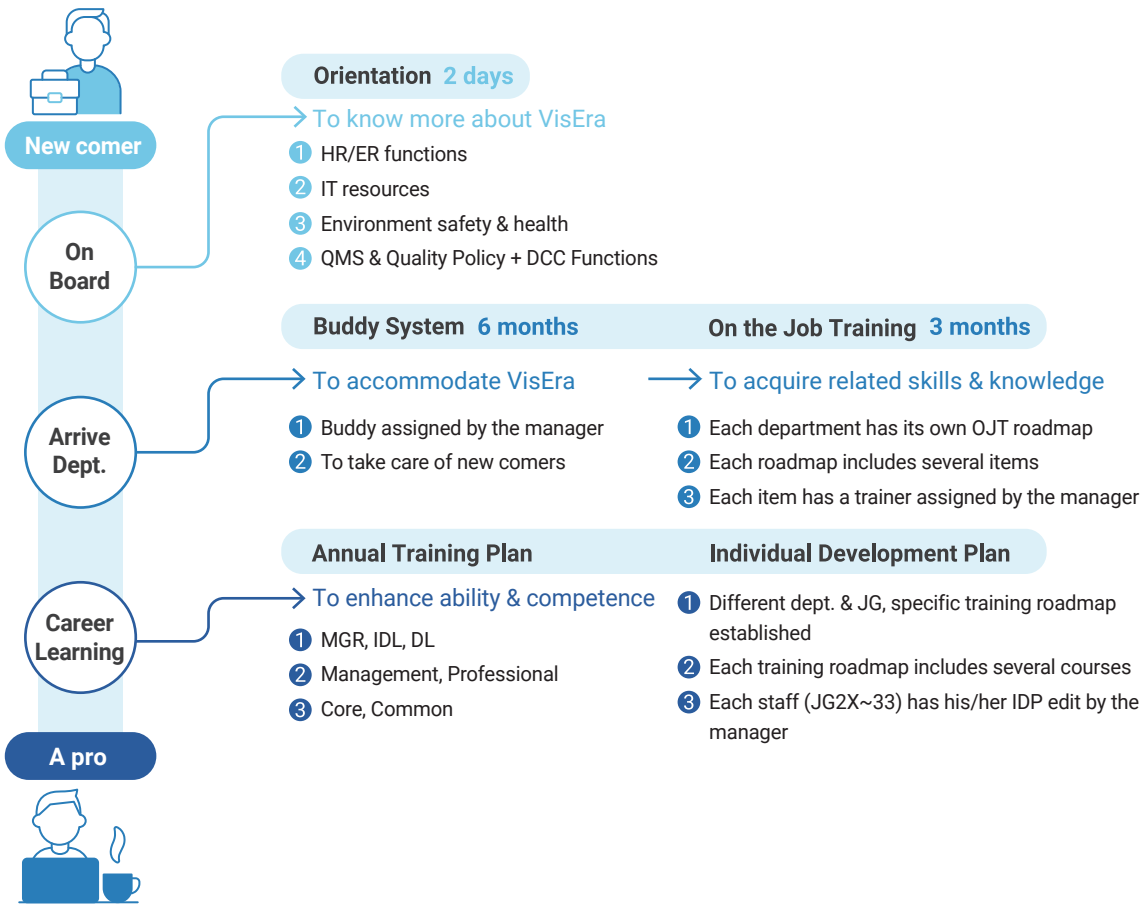 New comer
Orientation 2 days
To know more about VisEra
1 HR/ER functions
2 IT resources
3 Environment safety & health
4 QMS & Quality Policy + DCC Functions
On
Board
Buddy System 6 months
To accommodate VisEra
1 Buddy assigned by the manager
2 To take care of new comers
On the Job Training 3 months
To acquire related skills & knowledge
1 Each department has its own OJT roadmap
2 Each roadmap includes several items
3 Each item has a trainer assigned by the manager
Arrive
Dept.
Annual Training Plan
To enhance ability & competence
1 MGR, IDL, DL
2 Management, Professional
3 Core, Common
Individual Development Plan
1 Different dept. & JG, specific training roadmap
established
2 Each training roadmap includes several courses
3 Each staff (JG2X~33) has his/her IDP edit by the
manager
Career
Learning
A pro